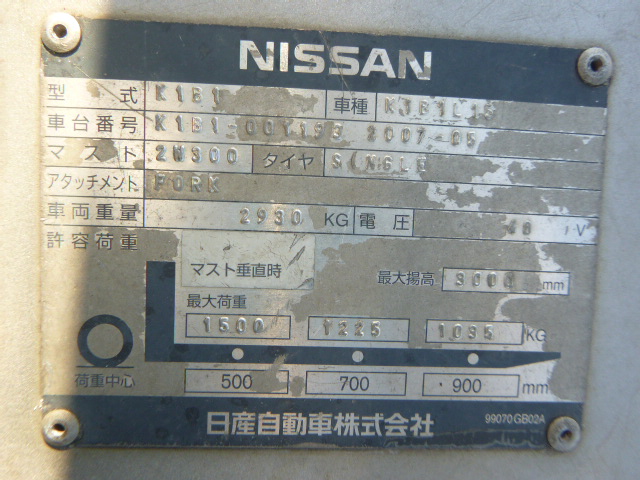 NISSAN
型式 K1B1 車種 K1B1L15
車台番号 2007-05
マスト 2W300 タイヤ SINGLE
アタッチメント FORK
車両重量 2930 KG 電圧 48 V
許容荷重
マスト垂直時 最大揚高 3000 mm
最大荷重
1500 1225 1035 KG
荷重中心 500 700 900 mm
日産自動車株式会社 99070 GB02A